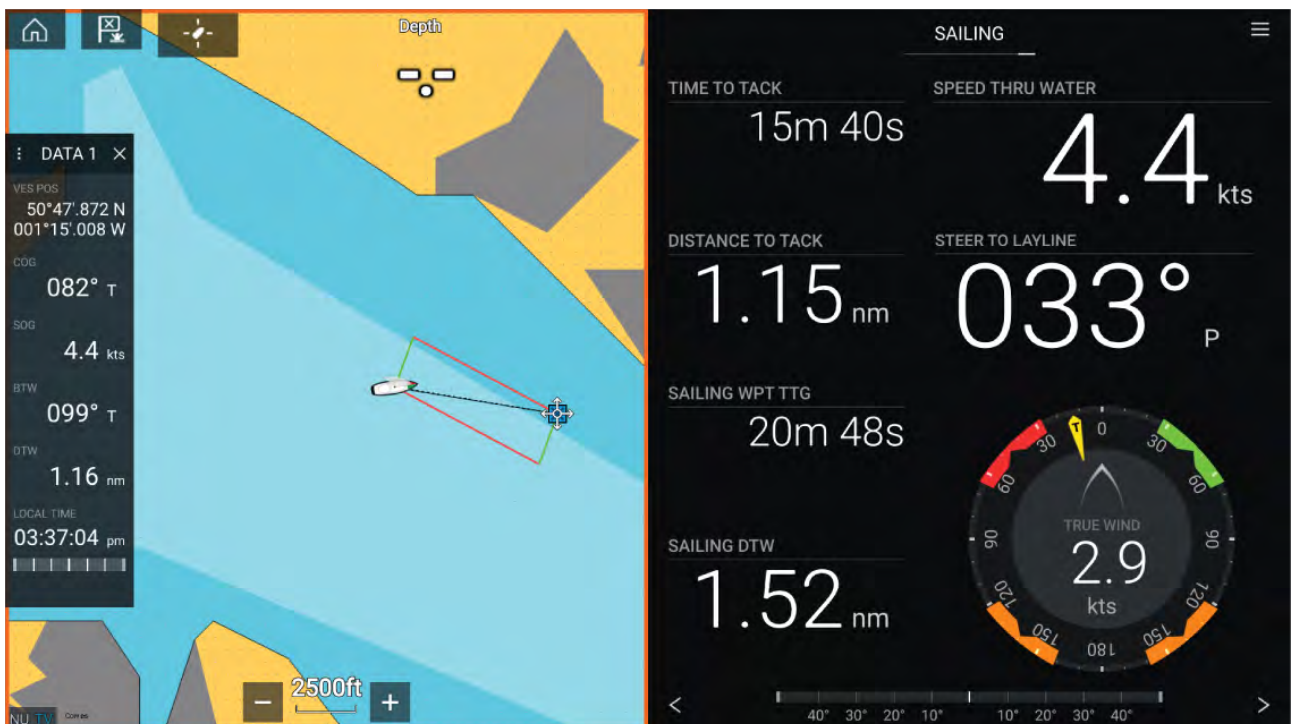 Depth
DATA 1
VES POS
50°47'.872 N
001°15'.008 W
COG
082° T
SOG
4.4 kts
BTW
099° T
DTW
1.16 nm
LOCAL TIME
03:37:04 pm
2500ft
SAILING
TIME TO TACK
15m 40s
SPEED THRU WATER
4.4 kts
DISTANCE TO TACK
1.15 nm
STEER TO LAYLINE
033° P
SAILING WPT TTG
20m 48s
SAILING DTW
1.52 nm
T
0
30 30
60 60
90 90
TRUE WIND
2.9
kts
120 120
150 150
180
40° 30° 20° 10° 10° 20° 30° 40°